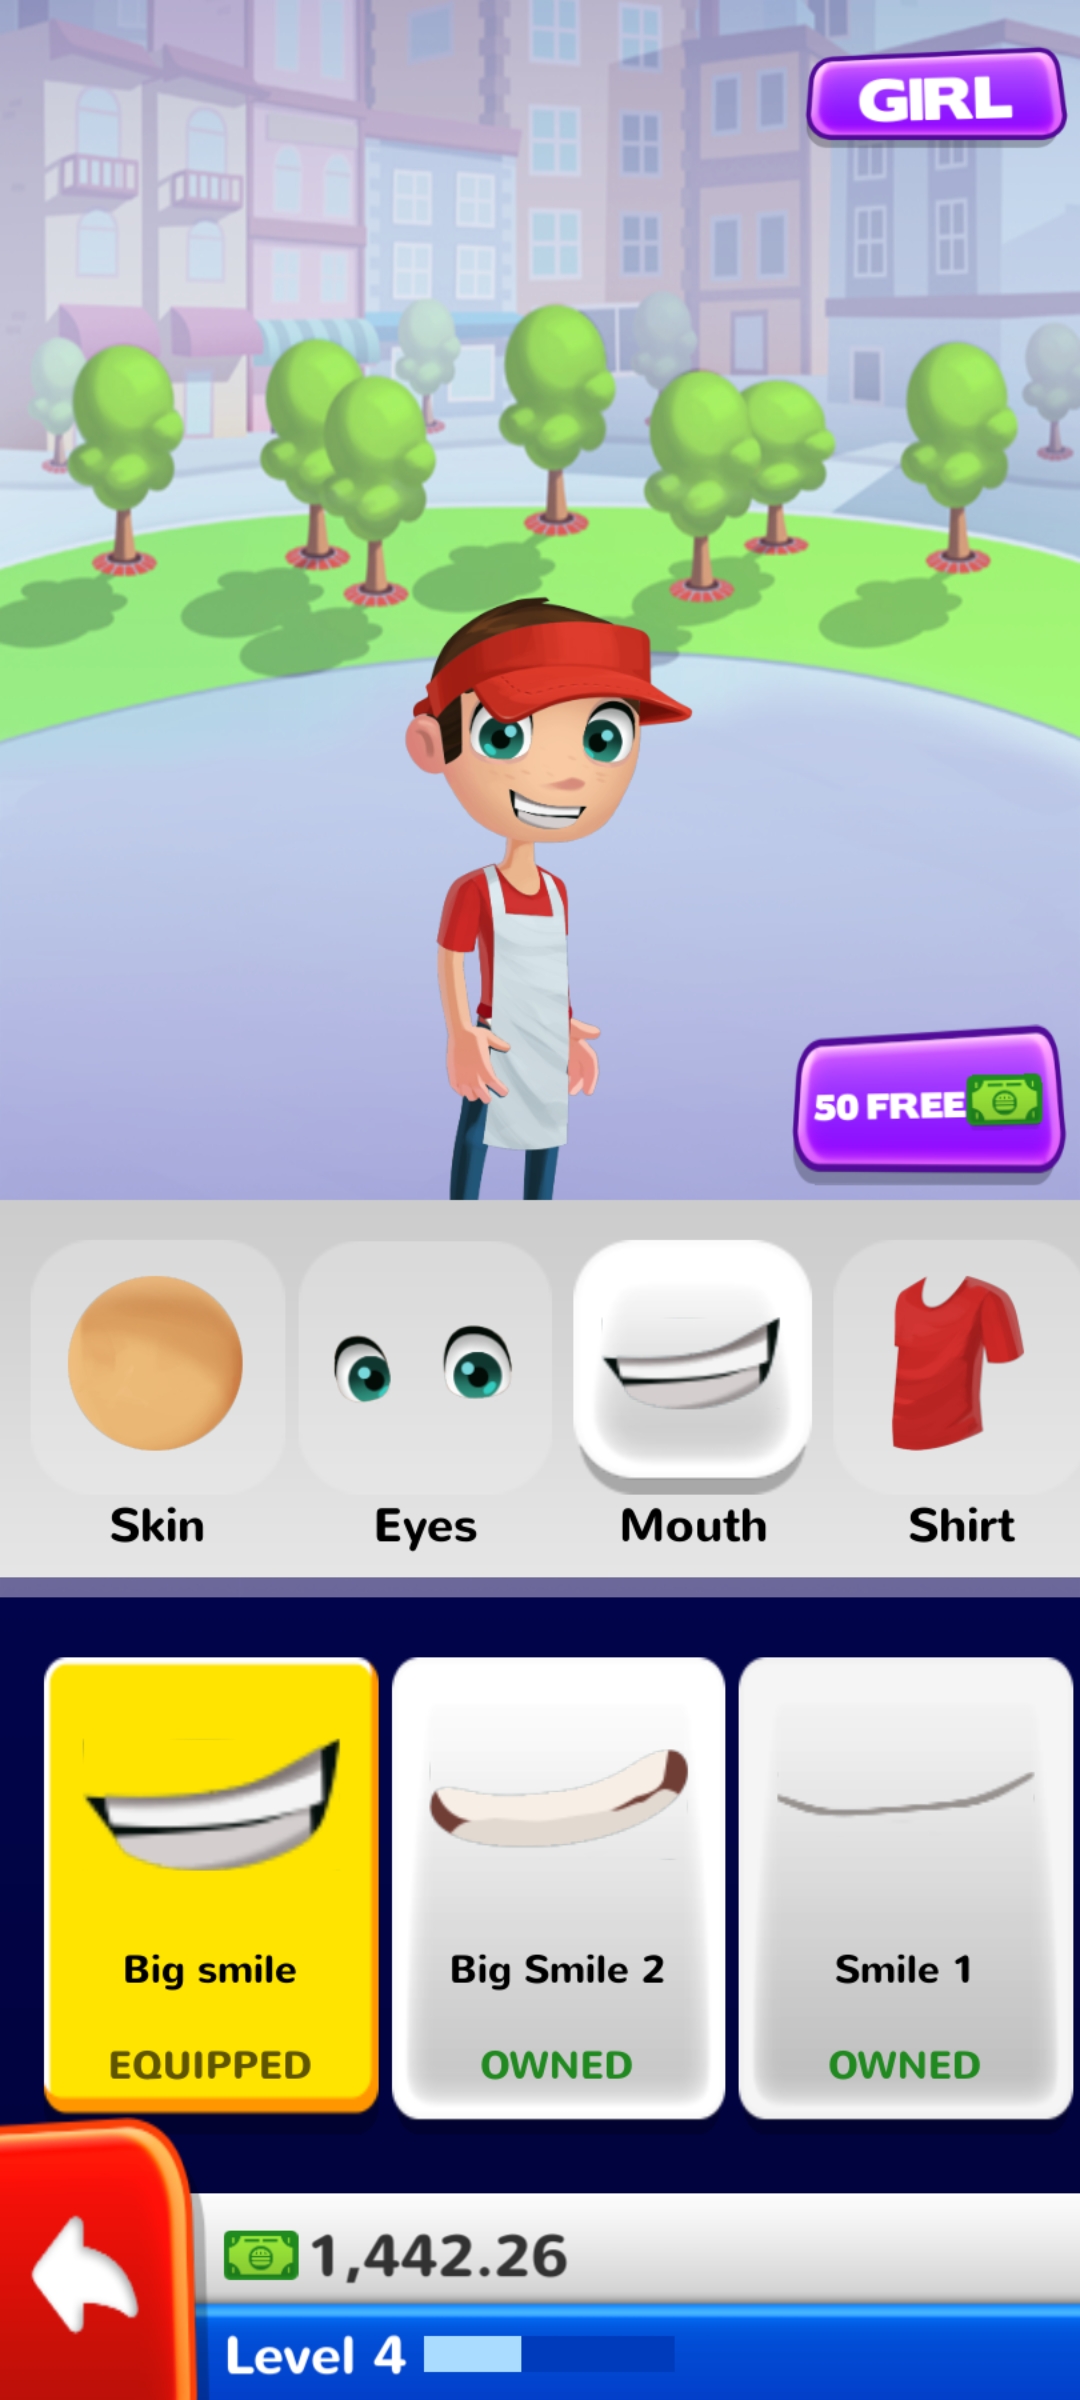 GIRL
50 FREE
Skin
Eyes
Mouth
Shirt
Big smile
Big Smile 2
Smile 1
EQUIPPED
OWNED
OWNED
1,442.26
Level 4